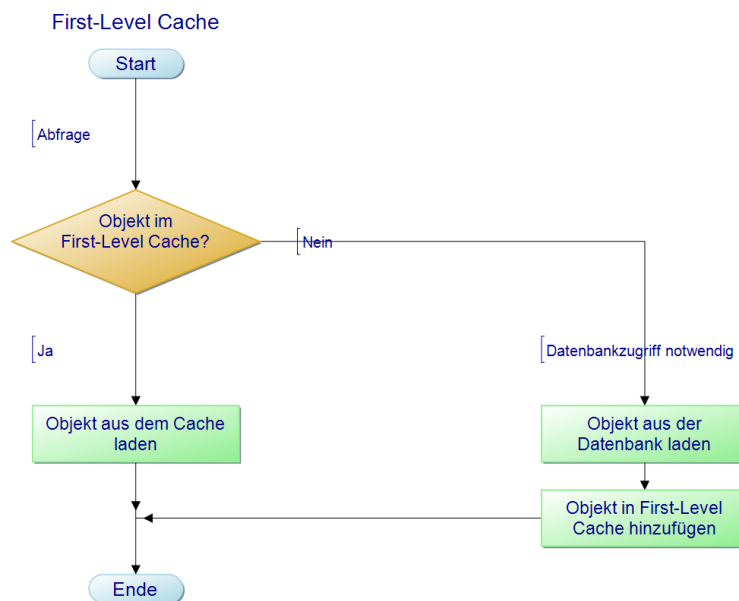 First-Level Cache
Start
Abfrage
Objekt im
First-Level Cache?
Nein
Ja
Datenbankzugriff notwendig
Objekt aus dem Cache
laden
Objekt aus der
Datenbank laden
Objekt in First-Level
Cache hinzufügen
Ende